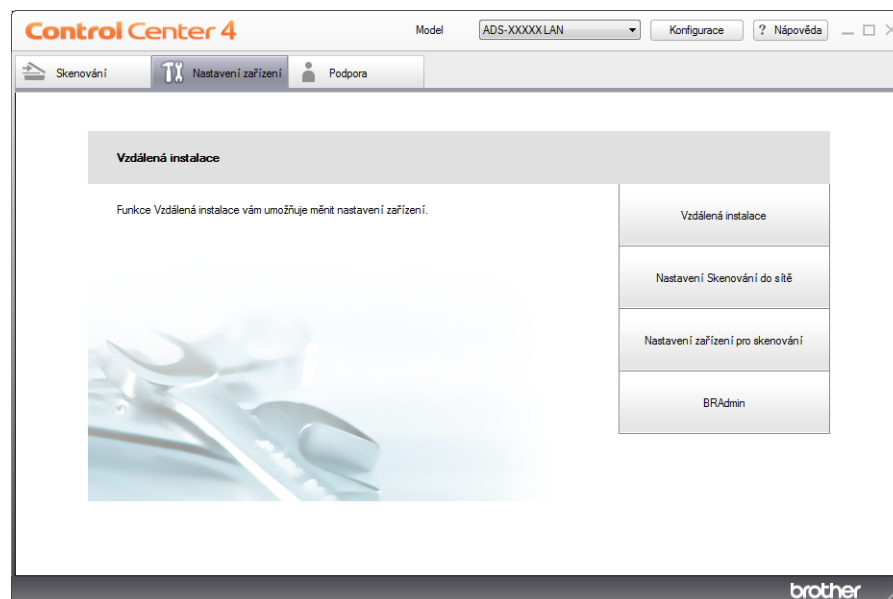 Control Center 4
Model
ADS-XXXXX LAN
Konfigurace
? Nápověda
Skenování
Nastavení zařízení
Podpora
Vzdálená instalace
Funkce Vzdálená instalace vám umožňuje měnit nastavení zařízení.
Vzdálená instalace
Nastavení Skenování do sítě
Nastavení zařízení pro skenování
BRAdmin
brother